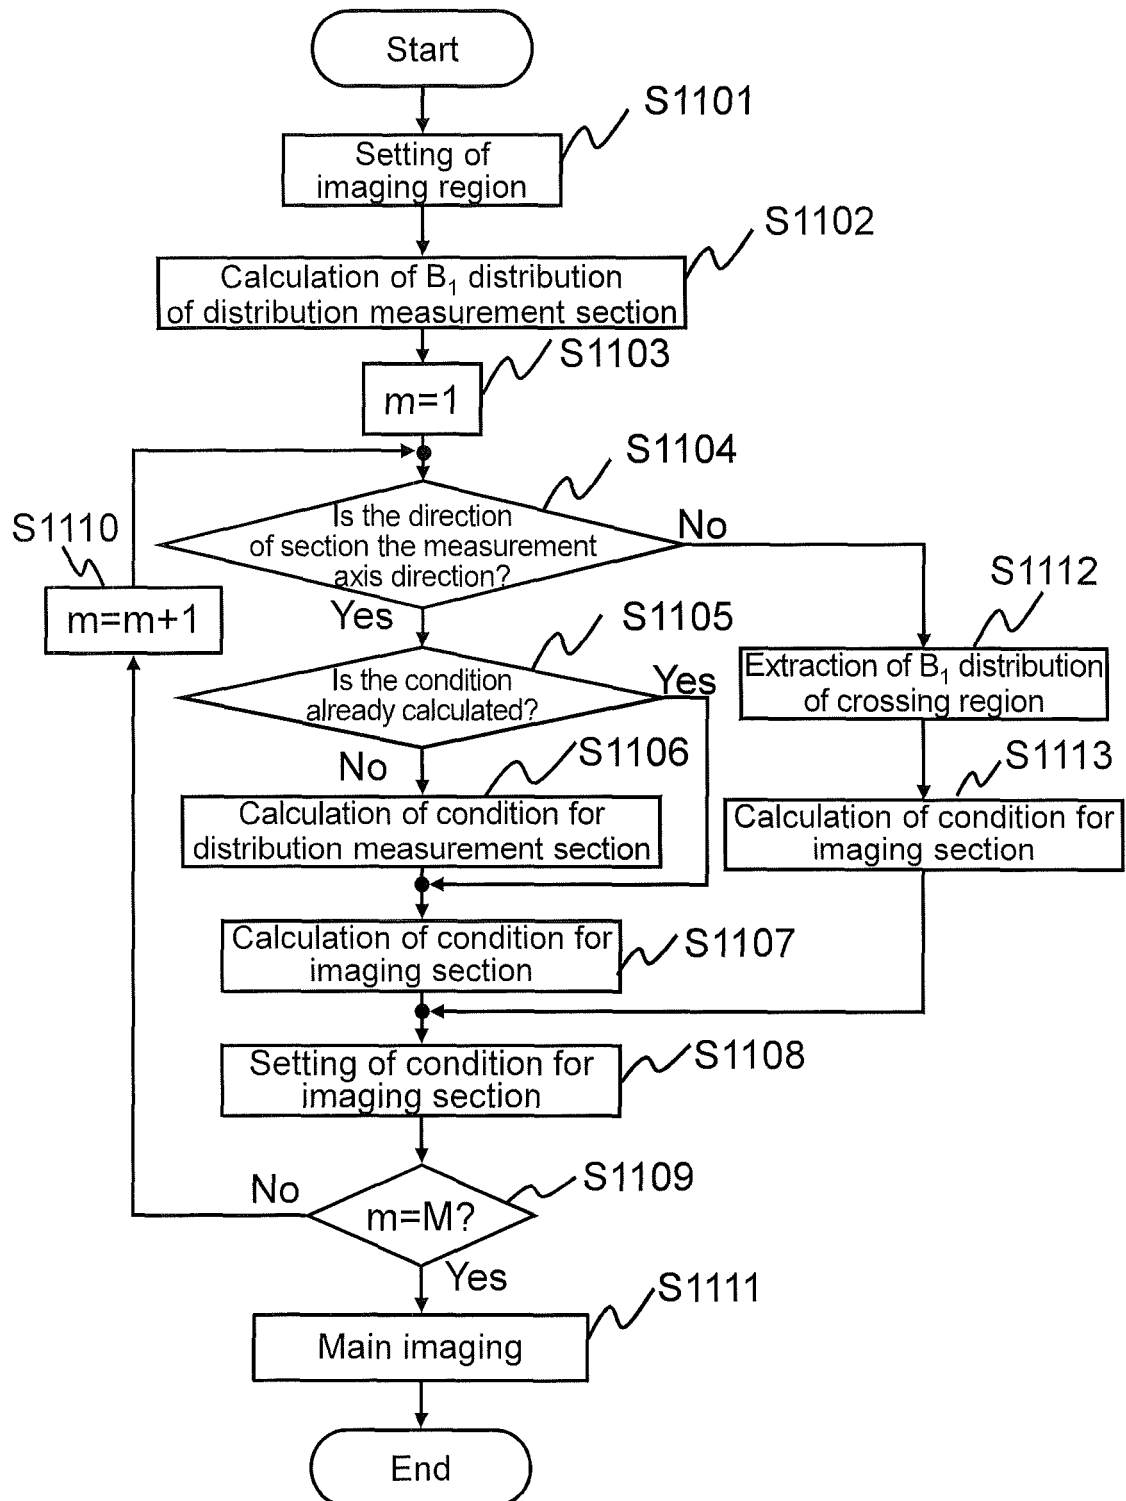 Start
S1101
Setting of
imaging region
S1102
Calculation of B₁ distribution
of distribution measurement section
S1103
m=1
S1104
Is the direction
of section the measurement
axis direction?
No
S1110
m=m+1
Yes
S1112
Extraction of B₁ distribution
of crossing region
S1105
Is the condition
already calculated?
Yes
No
S1106
Calculation of condition for
distribution measurement section
S1113
Calculation of condition for
imaging section
Calculation of condition for
imaging section
S1107
Setting of condition for
imaging section
S1108
No
S1109
m=M?
Yes
S1111
Main imaging
End